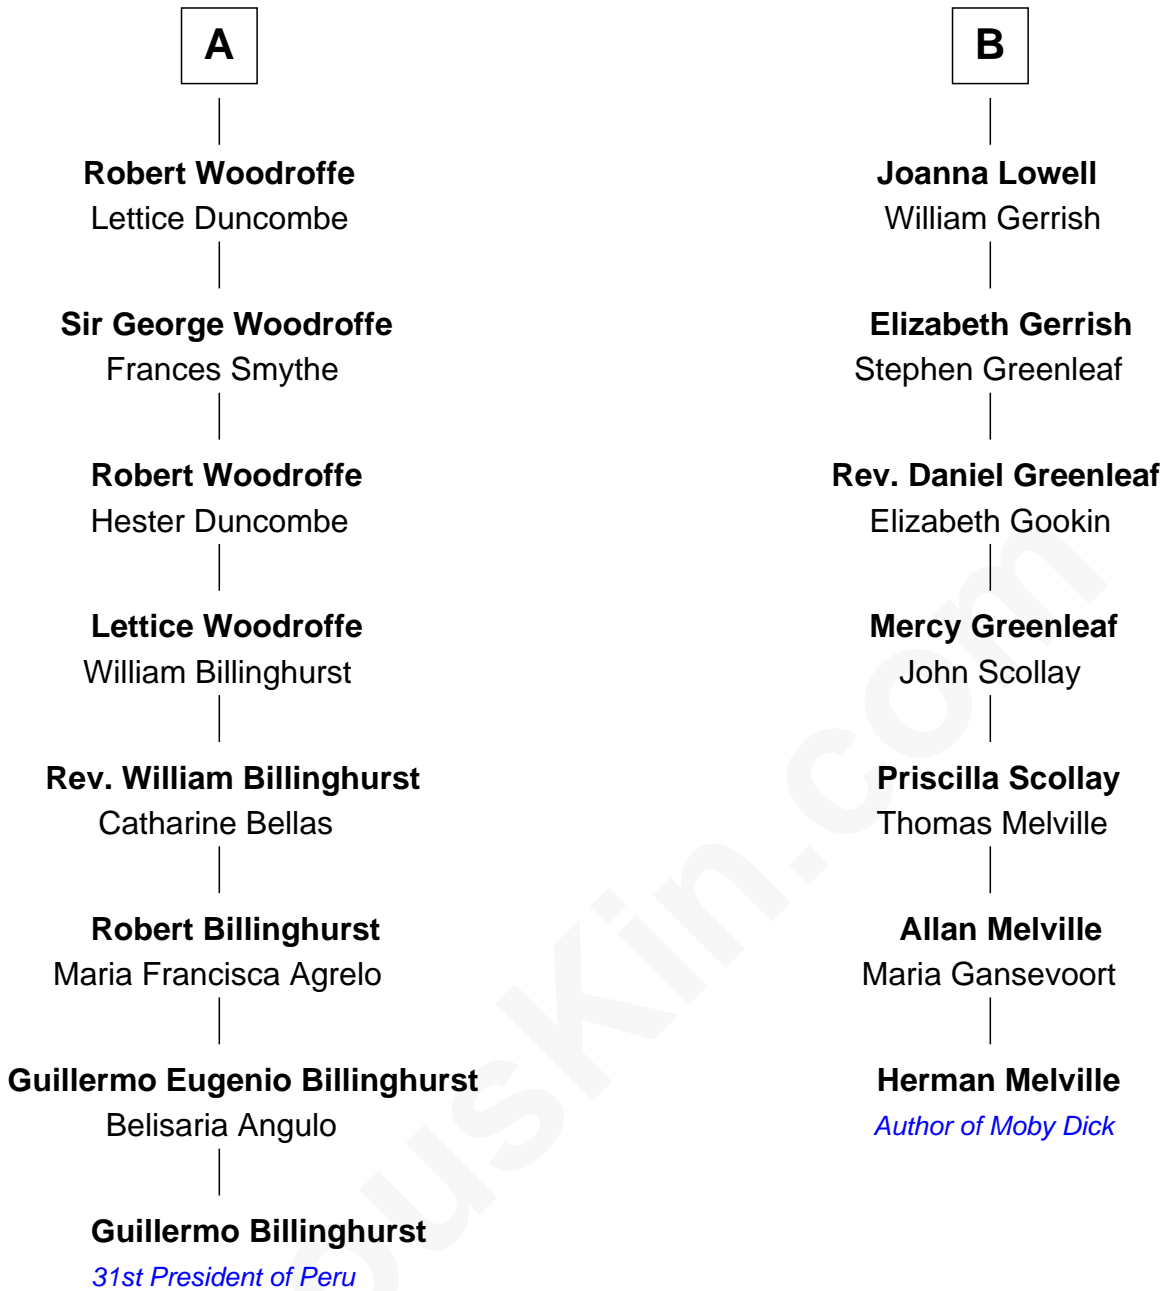 A
Robert Woodroffe
Lettice Duncombe
Sir George Woodroffe
Frances Smythe
Robert Woodroffe
Hester Duncombe
Lettice Woodroffe
William Billinghurst
Rev. William Billinghurst
Catharine Bellas
Robert Billinghurst
Maria Francisca Agrelo
Guillermo Eugenio Billinghurst
Belisaria Angulo
Guillermo Billinghurst
31st President of Peru
B
Joanna Lowell
William Gerrish
Elizabeth Gerrish
Stephen Greenleaf
Rev. Daniel Greenleaf
Elizabeth Gookin
Mercy Greenleaf
John Scollay
Priscilla Scollay
Thomas Melville
Allan Melville
Maria Gansevoort
Herman Melville
Author of Moby Dick
ousKin.com